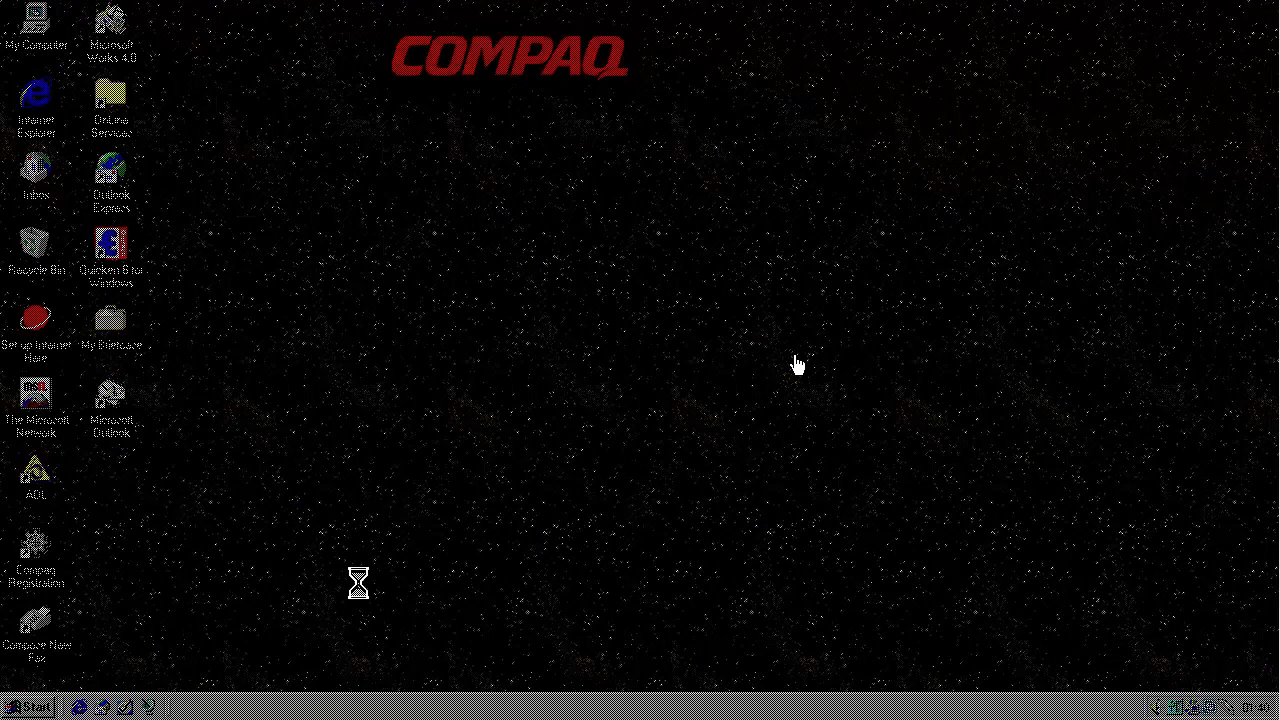 COMPAQ
My Computer
Microsoft
Works 4.0
Internet
Explorer
OnLine
Services
Inbox
Outlook
Express
Recycle Bin
Quicken 6 for
Windows
Set up Internet
Here
My Briefcase
The Microsoft
Network
Microsoft
Outlook
AOL
Compaq
Registration
Compose New
Fax
Start